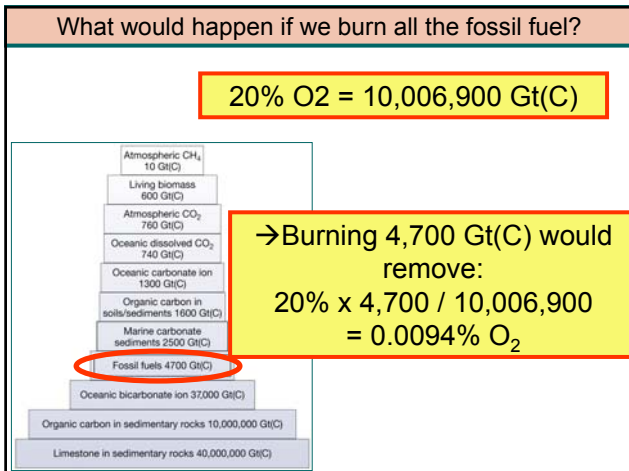 What would happen if we burn all the fossil fuel?
20% O2 = 10,006,900 Gt(C)
Atmospheric CH₄
10 Gt(C)
Living biomass
600 Gt(C)
Atmospheric CO₂
760 Gt(C)
Oceanic dissolved CO₂
740 Gt(C)
Oceanic carbonate ion
1300 Gt(C)
Organic carbon in
soils/sediments 1600 Gt(C)
Marine carbonate
sediments 2500 Gt(C)
Fossil fuels 4700 Gt(C)
Oceanic bicarbonate ion 37,000 Gt(C)
Organic carbon in sedimentary rocks 10,000,000 Gt(C)
Limestone in sedimentary rocks 40,000,000 Gt(C)
→Burning 4,700 Gt(C) would
remove:
20% x 4,700 / 10,006,900
= 0.0094% O₂